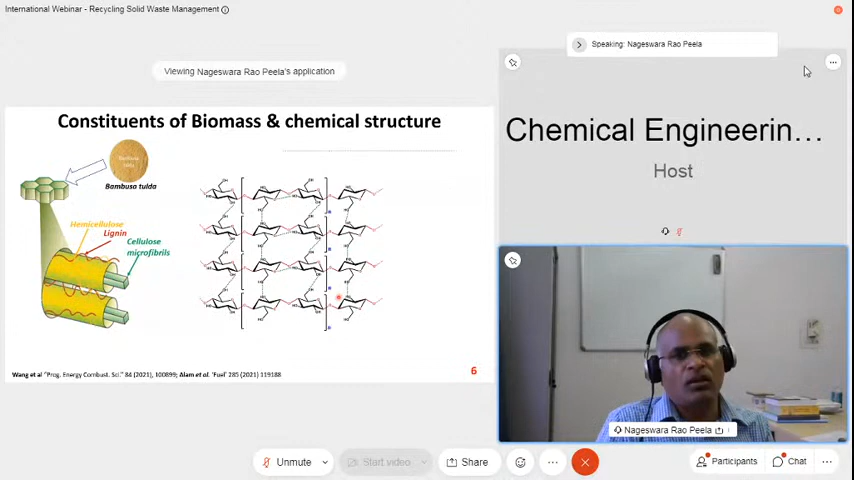 International Webinar - Recycling Solid Waste Management
Speaking: Nageswara Rao Peela
Viewing Nageswara Rao Peela's application
Constituents of Biomass & chemical structure
Bambusa tulda
Hemicellulose
Lignin
Cellulose
microfibrils
Wang et al "Prog. Energy Combust. Sci." 84 (2021), 100899; Alam et al. 'Fuel' 285 (2021) 119188
6
Chemical Engineerin...
Host
Nageswara Rao Peela
Unmute
Start video
Share
Participants
Chat